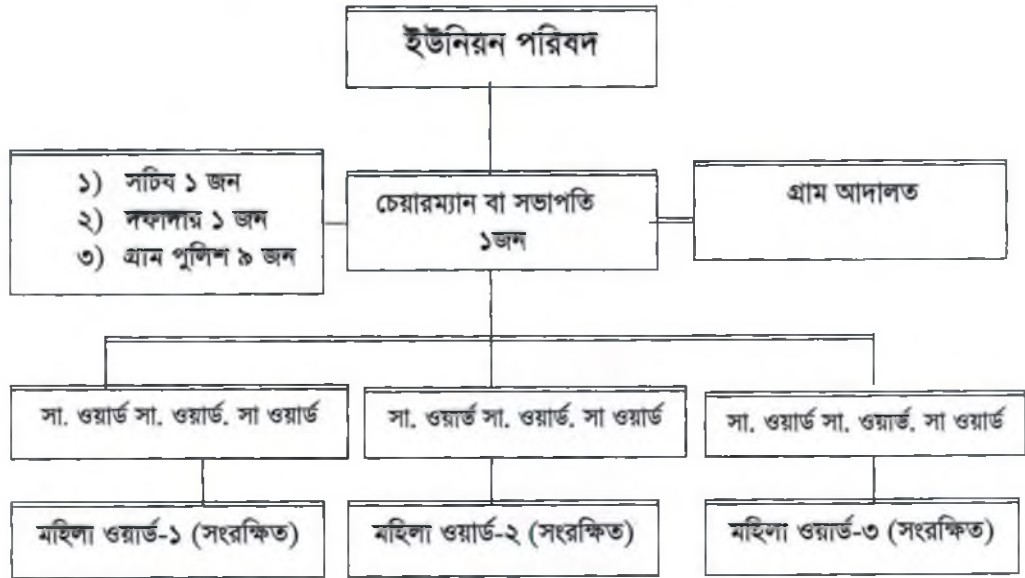 ইউনিয়ন পরিষদ
১) সচিব ১ জন
২) দফাদার ১ জন
৩) গ্রাম পুলিশ ৯ জন
চেয়ারম্যান বা সভাপতি
১জন
গ্রাম আদালত
সা. ওয়ার্ড সা. ওয়ার্ড. সা ওয়ার্ড
সা. ওয়ার্ড সা. ওয়ার্ড. সা ওয়ার্ড
সা. ওয়ার্ড সা. ওয়ার্ড. সা ওয়ার্ড
মহিলা ওয়ার্ড-১ (সংরক্ষিত)
মহিলা ওয়ার্ড-২ (সংরক্ষিত)
মহিলা ওয়ার্ড-৩ (সংরক্ষিত)